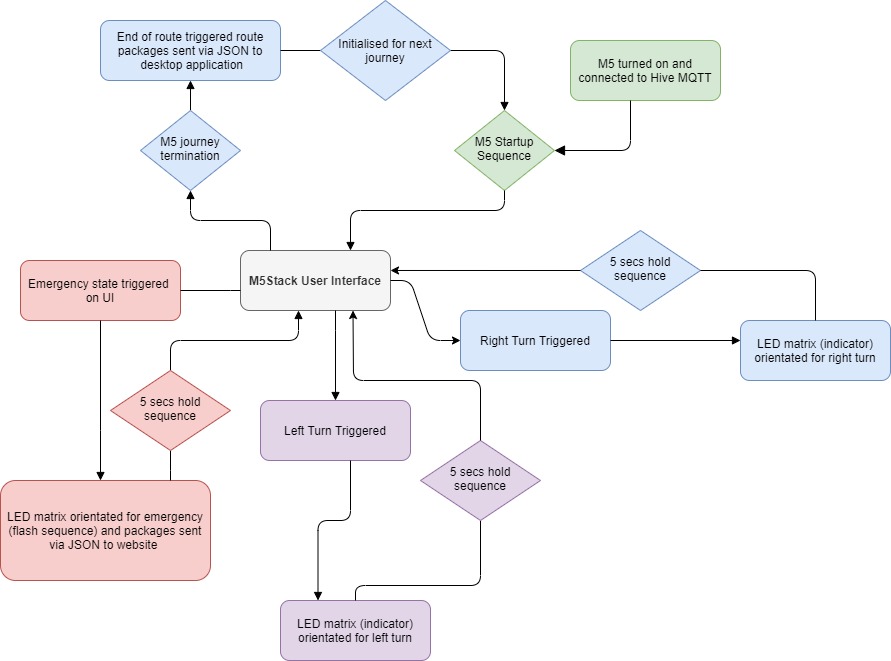 End of route triggered route
packages sent via JSON to
desktop application
Initialised for next
journey
M5 turned on and
connected to Hive MQTT
M5 journey
termination
M5 Startup
Sequence
M5Stack User Interface
5 secs hold
sequence
Emergency state triggered
on UI
Right Turn Triggered
LED matrix (indicator)
orientated for right turn
5 secs hold
sequence
Left Turn Triggered
5 secs hold
sequence
LED matrix orientated for emergency
(flash sequence) and packages sent
via JSON to website
LED matrix (indicator)
orientated for left turn